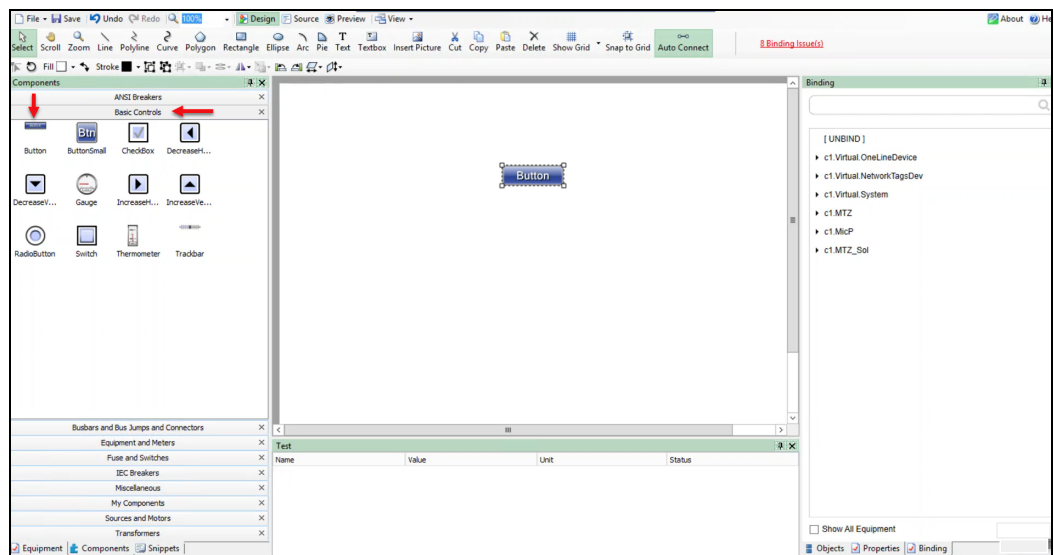 File Save Undo Redo 100% Design Source Preview View About He
Select Scroll Zoom Line Polyline Curve Polygon Rectangle Ellipse Arc Pie Text Textbox Insert Picture Cut Copy Paste Delete Show Grid Snap to Grid Auto Connect 8 Binding Issue(s)
Fill Stroke
Components
ANSI Breakers
Basic Controls
Btn
Button ButtonSmall CheckBox DecreaseH...
DecreaseV... Gauge IncreaseH... IncreaseVe...
RadioButton Switch Thermometer Trackbar
Busbars and Bus Jumps and Connectors
Equipment and Meters
Fuse and Switches
IEC Breakers
Miscellaneous
My Components
Sources and Motors
Transformers
Equipment Components Snippets
Button
Test
Name Value Unit Status
Binding
[ UNBIND ]
c1.Virtual.OneLineDevice
c1.Virtual.NetworkTagsDev
c1.Virtual.System
c1.MTZ
c1.MicP
c1.MTZ_Sol
Show All Equipment
Objects Properties Binding